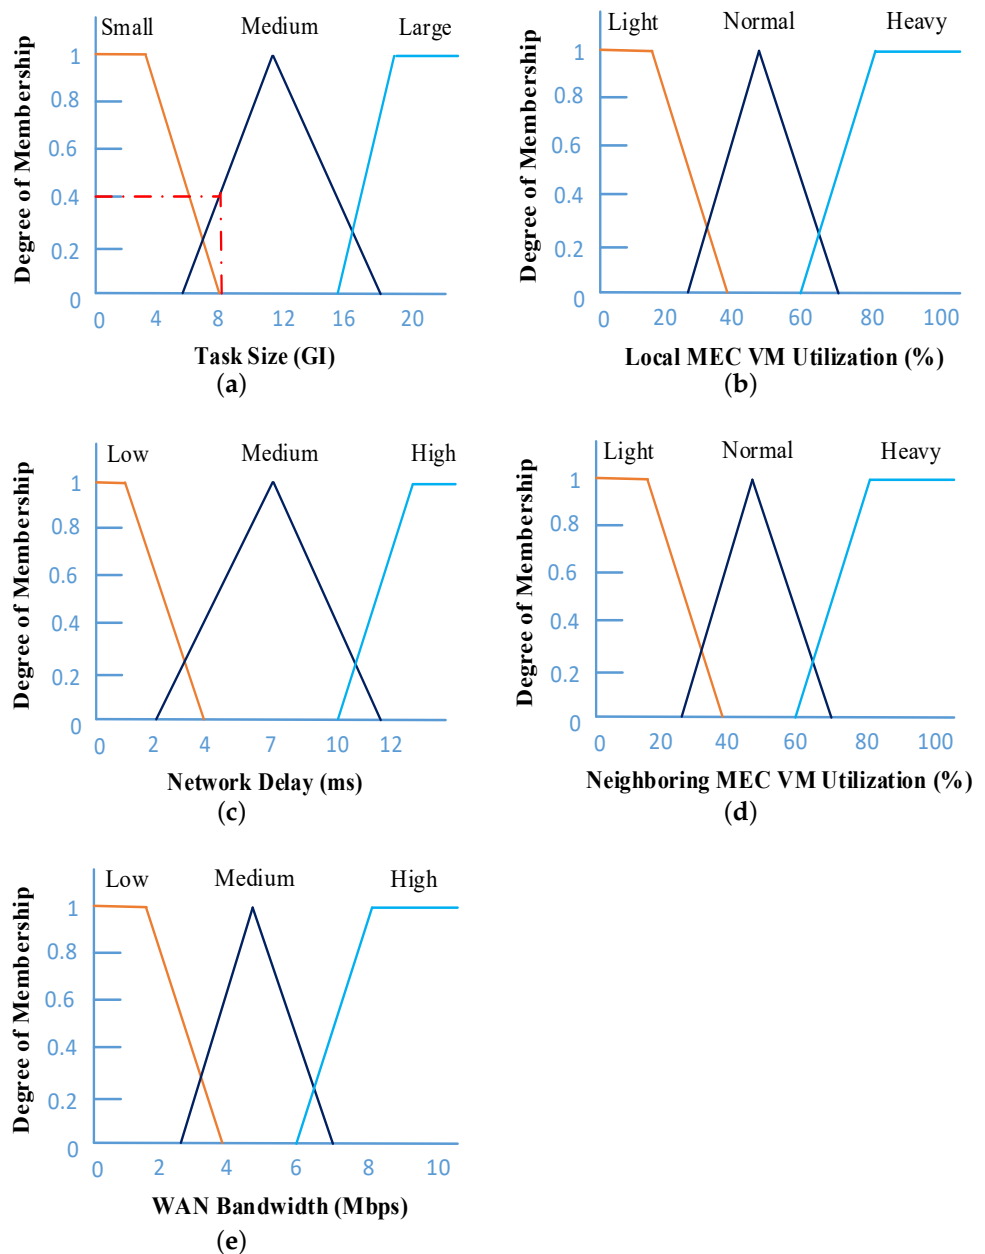 Small Medium Large
Degree of Membership
1
0.8
0.6
0.4
0.2
0
0 4 8 12 16 20
Task Size (GI)
(a)
Light Normal Heavy
Degree of Membership
1
0.8
0.6
0.4
0.2
0
0 20 40 60 80 100
Local MEC VM Utilization (%)
(b)
Low Medium High
Degree of Membership
1
0.8
0.6
0.4
0.2
0
0 2 4 7 10 12
Network Delay (ms)
(c)
Light Normal Heavy
Degree of Membership
1
0.8
0.6
0.4
0.2
0
0 20 40 60 80 100
Neighboring MEC VM Utilization (%)
(d)
Low Medium High
Degree of Membership
1
0.8
0.6
0.4
0.2
0
0 2 4 6 8 10
WAN Bandwidth (Mbps)
(e)